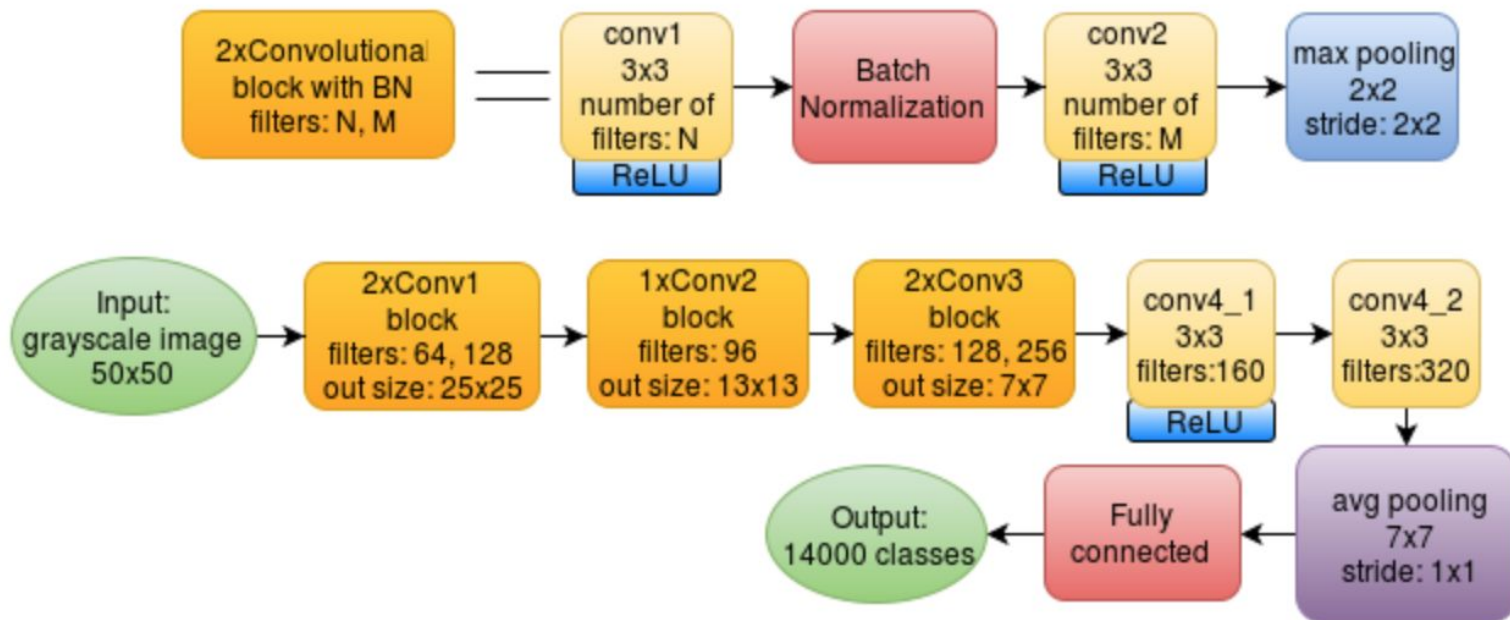 2xConvolutional
block with BN
filters: N, M
conv1
3x3
number of
filters: N
ReLU
Batch
Normalization
conv2
3x3
number of
filters: M
ReLU
max pooling
2x2
stride: 2x2
Input:
grayscale image
50x50
2xConv1
block
filters: 64, 128
out size: 25x25
1xConv2
block
filters: 96
out size: 13x13
2xConv3
block
filters: 128, 256
out size: 7x7
conv4_1
3x3
filters:160
ReLU
conv4_2
3x3
filters:320
avg pooling
7x7
stride: 1x1
Fully
connected
Output:
14000 classes